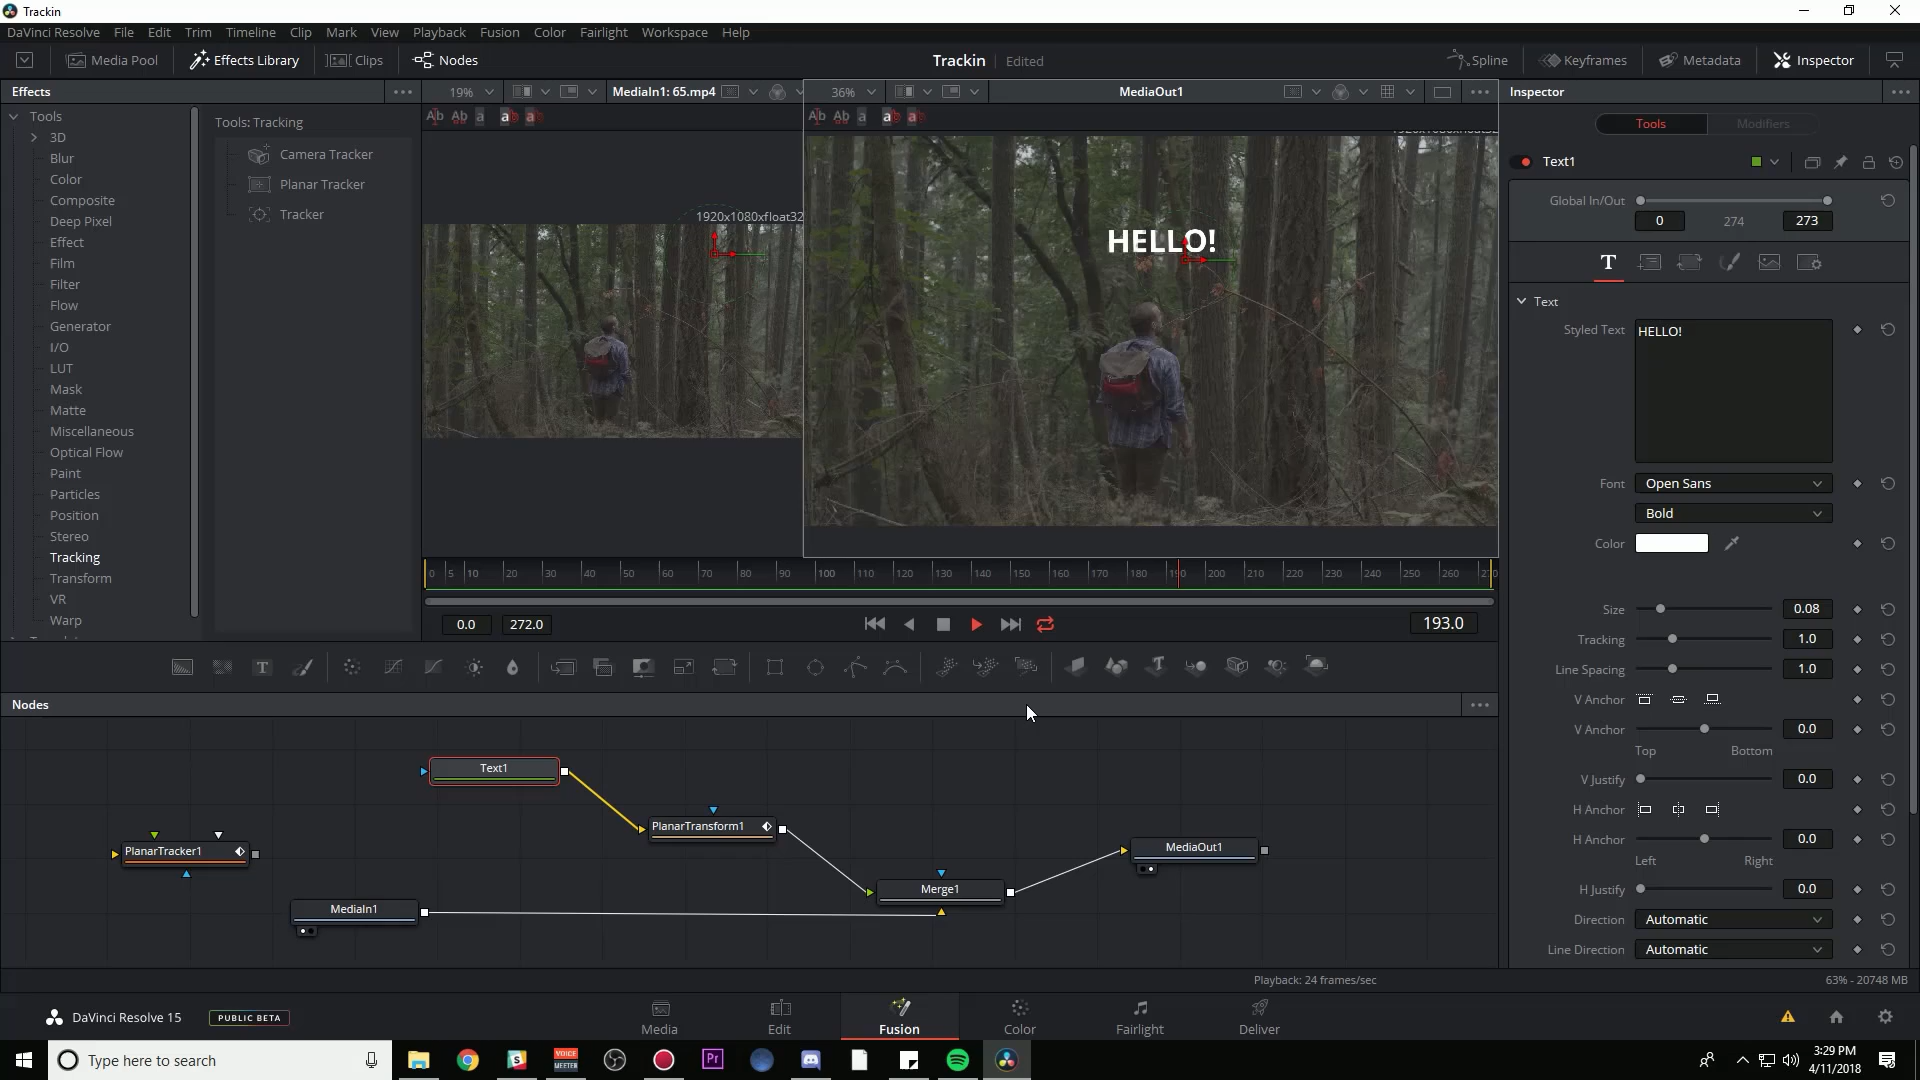 Trackin
DaVinci Resolve File Edit Trim Timeline Clip Mark View Playback Fusion Color Fairlight Workspace Help
Media Pool Effects Library Clips Nodes Trackin Edited Spline Keyframes Metadata Inspector
Effects 19% MediaIn1: 65.mp4 36% MediaOut1 Inspector
Tools
3D
Blur
Color
Composite
Deep Pixel
Effect
Film
Filter
Flow
Generator
I/O
LUT
Mask
Matte
Miscellaneous
Optical Flow
Paint
Particles
Position
Stereo
Tracking
Transform
VR
Warp
Tools: Tracking
Camera Tracker
Planar Tracker
Tracker
1920x1080xfloat32
HELLO!
0 5 10 20 30 40 50 60 70 80 90 100 110 120 130 140 150 160 170 180 190 200 210 220 230 240 250 260 270
0.0 272.0 193.0
Nodes
Text1
PlanarTransform1
PlanarTracker1
MediaOut1
Merge1
MediaIn1
Tools Modifiers
Text1
Global In/Out
0 274 273
Text
Styled Text HELLO!
Font Open Sans
Bold
Color
Size 0.08
Tracking 1.0
Line Spacing 1.0
V Anchor
V Anchor 0.0
Top Bottom
V Justify 0.0
H Anchor
H Anchor 0.0
Left Right
H Justify 0.0
Direction Automatic
Line Direction Automatic
Playback: 24 frames/sec 63% - 20748 MB
DaVinci Resolve 15 PUBLIC BETA Media Edit Fusion Color Fairlight Deliver
Type here to search
VOICE
MEETER
Pr
3:29 PM
4/11/2018